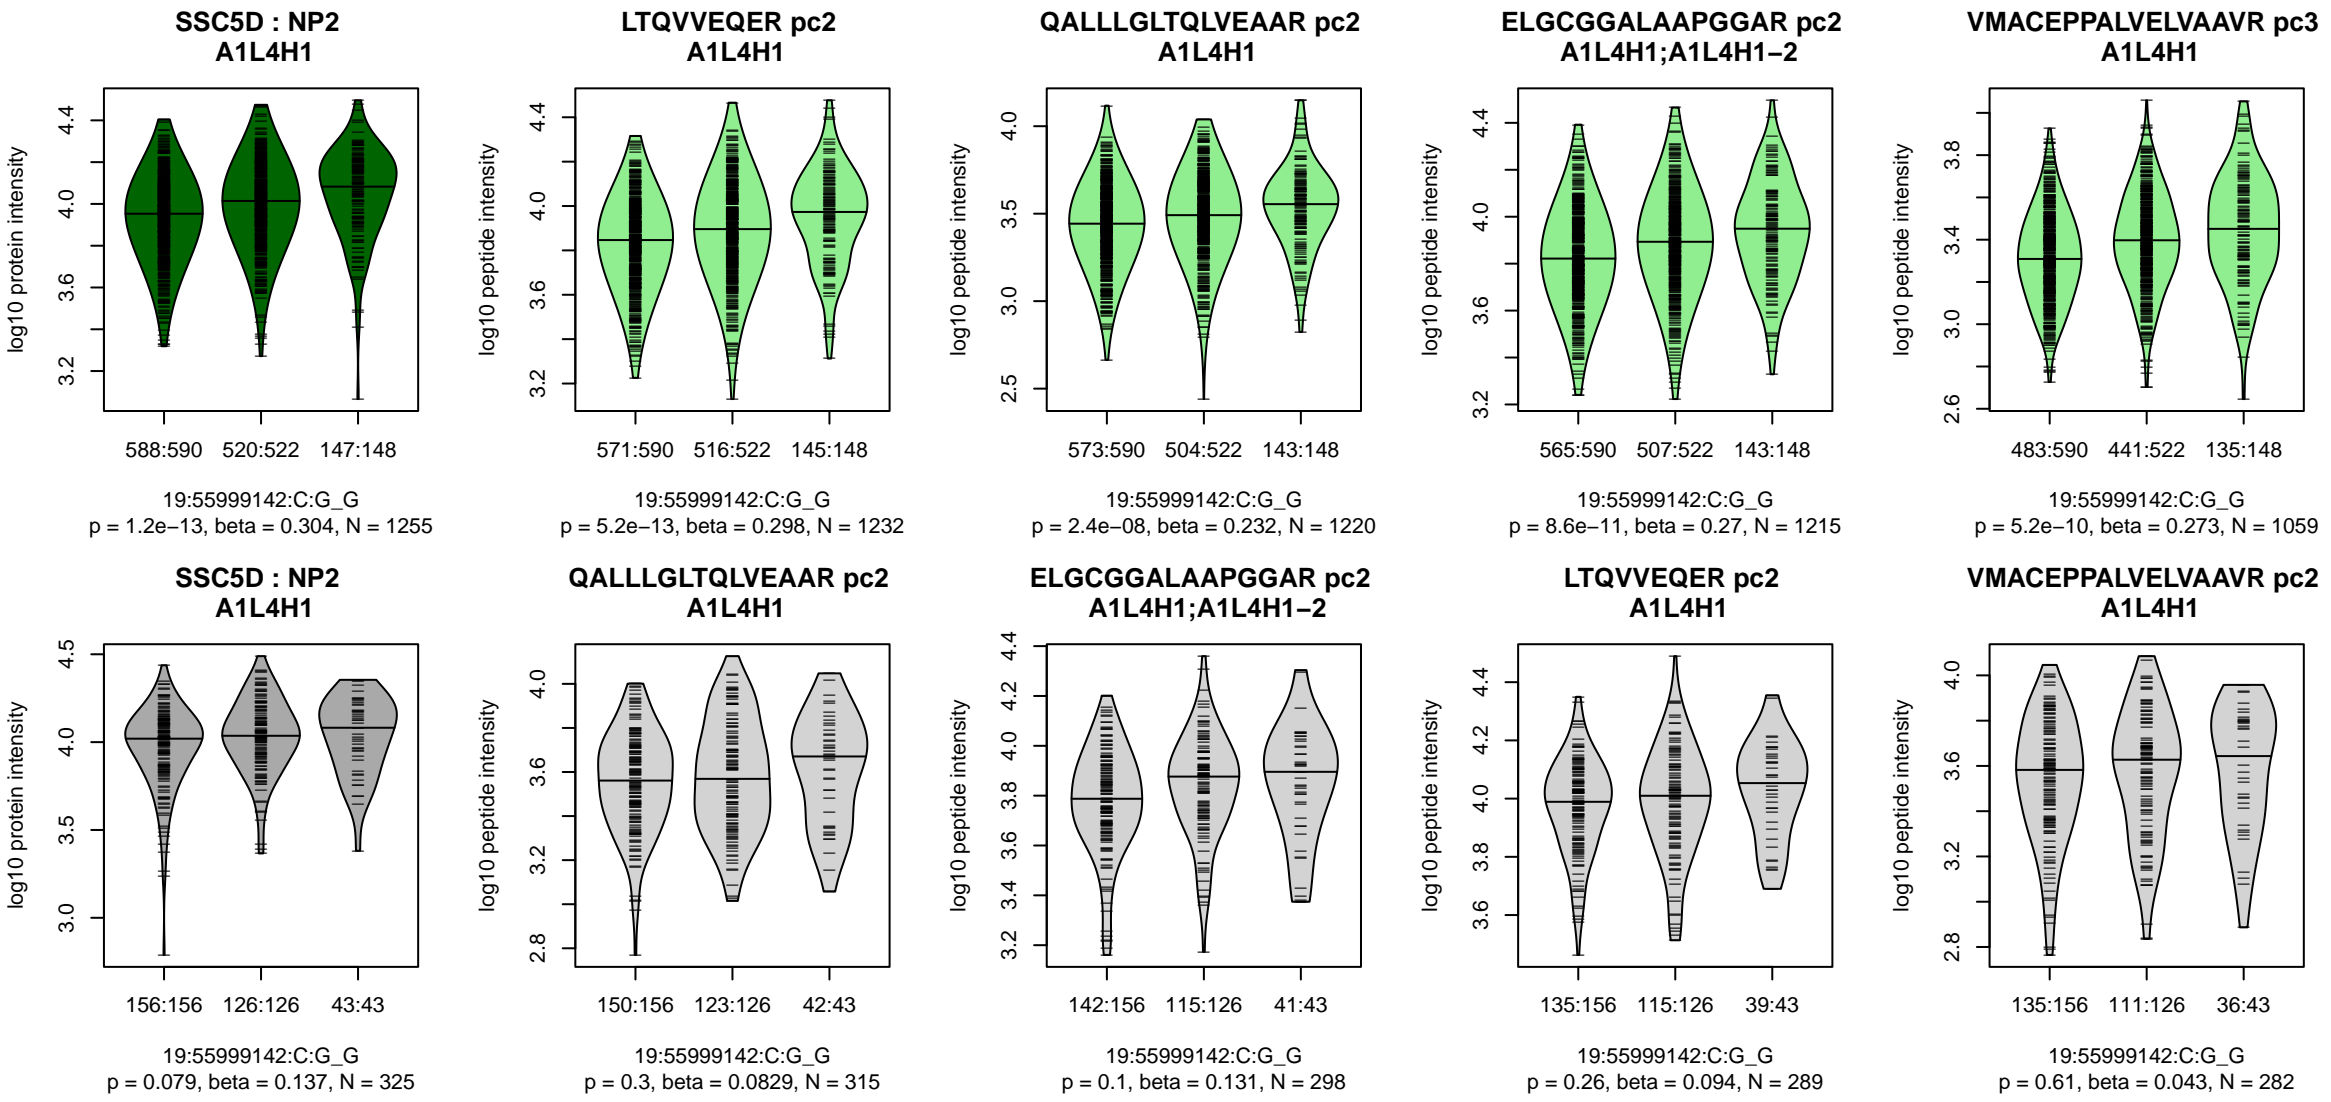 SSC5D : NP2
A1L4H1
log10 protein intensity
4.4
4.0
3.6
3.2
588:590 520:522 147:148
19:55999142:C:G_G
p = 1.2e−13, beta = 0.304, N = 1255
LTQVVEQER pc2
A1L4H1
log10 peptide intensity
4.4
4.0
3.6
3.2
571:590 516:522 145:148
19:55999142:C:G_G
p = 5.2e−13, beta = 0.298, N = 1232
QALLLGLTQLVEAAR pc2
A1L4H1
log10 peptide intensity
4.0
3.5
3.0
2.5
573:590 504:522 143:148
19:55999142:C:G_G
p = 2.4e−08, beta = 0.232, N = 1220
ELGCGGALAAPGGAR pc2
A1L4H1;A1L4H1−2
log10 peptide intensity
4.4
4.0
3.6
3.2
565:590 507:522 143:148
19:55999142:C:G_G
p = 8.6e−11, beta = 0.27, N = 1215
VMACEPPALVELVAAVR pc3
A1L4H1
log10 peptide intensity
3.8
3.4
3.0
2.6
483:590 441:522 135:148
19:55999142:C:G_G
p = 5.2e−10, beta = 0.273, N = 1059
SSC5D : NP2
A1L4H1
log10 protein intensity
4.5
4.0
3.5
3.0
156:156 126:126 43:43
19:55999142:C:G_G
p = 0.079, beta = 0.137, N = 325
QALLLGLTQLVEAAR pc2
A1L4H1
log10 peptide intensity
4.0
3.6
3.2
2.8
150:156 123:126 42:43
19:55999142:C:G_G
p = 0.3, beta = 0.0829, N = 315
ELGCGGALAAPGGAR pc2
A1L4H1;A1L4H1−2
log10 peptide intensity
4.4
4.2
4.0
3.8
3.6
3.4
3.2
142:156 115:126 41:43
19:55999142:C:G_G
p = 0.1, beta = 0.131, N = 298
LTQVVEQER pc2
A1L4H1
log10 peptide intensity
4.4
4.2
4.0
3.8
3.6
135:156 115:126 39:43
19:55999142:C:G_G
p = 0.26, beta = 0.094, N = 289
VMACEPPALVELVAAVR pc2
A1L4H1
log10 peptide intensity
4.0
3.6
3.2
2.8
135:156 111:126 36:43
19:55999142:C:G_G
p = 0.61, beta = 0.043, N = 282